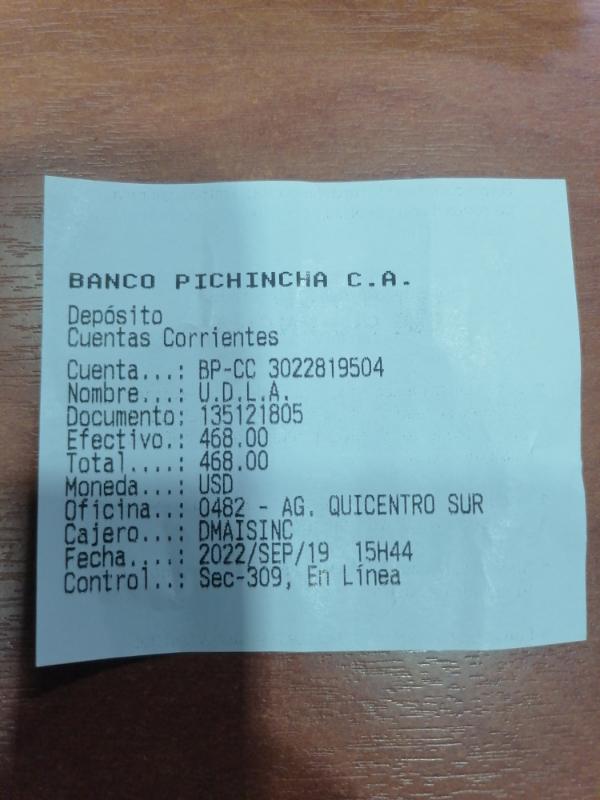 BANCO PICHINCHA C.A.
Depósito
Cuentas Corrientes
Cuenta...: BP-CC 3022819504
Nombre...: U.D.L.A.
Documento: 135121805
Efectivo.: 468.00
Total....: 468.00
Moneda...: USD
Oficina..: 0482 - AG. QUICENTRO SUR
Cajero...: DMAISINC
Fecha....: 2022/SEP/19 15H44
Control..: Sec-309, En Línea